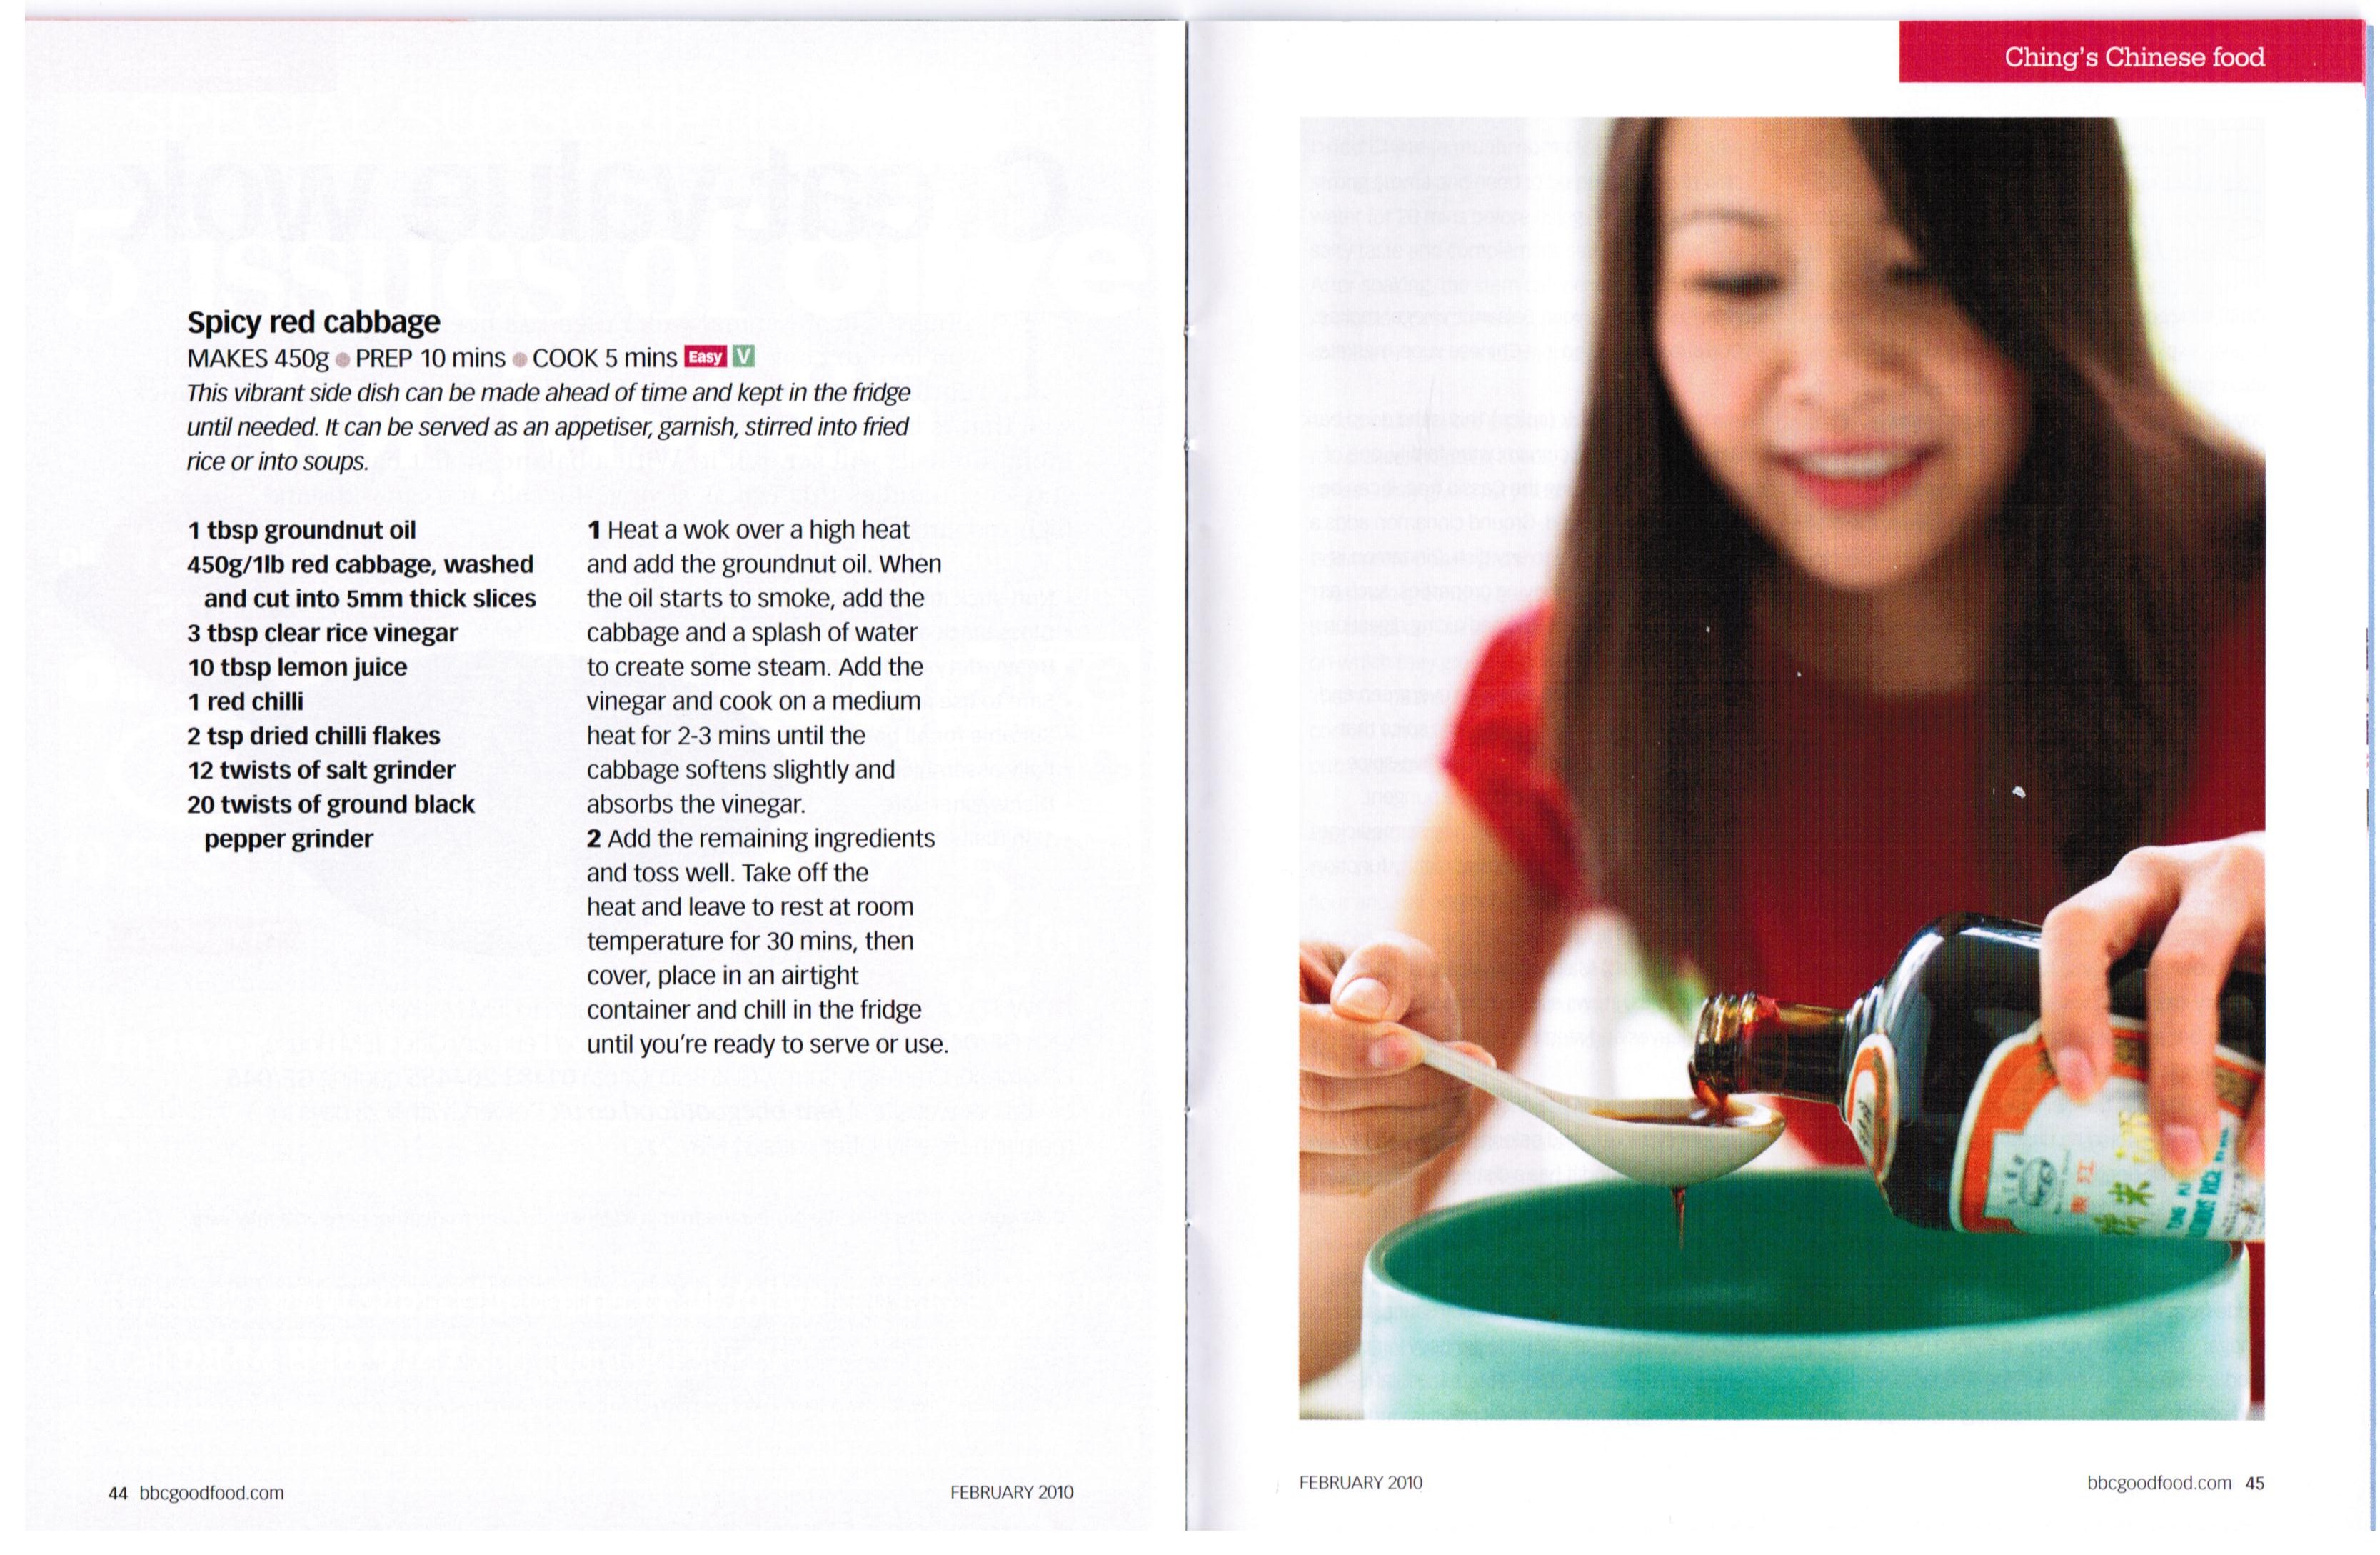 Spicy red cabbage
MAKES 450g ● PREP 10 mins ● COOK 5 mins Easy V
This vibrant side dish can be made ahead of time and kept in the fridge
until needed. It can be served as an appetiser, garnish, stirred into fried
rice or into soups.
1 tbsp groundnut oil
450g/1lb red cabbage, washed
and cut into 5mm thick slices
3 tbsp clear rice vinegar
10 tbsp lemon juice
1 red chilli
2 tsp dried chilli flakes
12 twists of salt grinder
20 twists of ground black
pepper grinder
1 Heat a wok over a high heat
and add the groundnut oil. When
the oil starts to smoke, add the
cabbage and a splash of water
to create some steam. Add the
vinegar and cook on a medium
heat for 2-3 mins until the
cabbage softens slightly and
absorbs the vinegar.
2 Add the remaining ingredients
and toss well. Take off the
heat and leave to rest at room
temperature for 30 mins, then
cover, place in an airtight
container and chill in the fridge
until you're ready to serve or use.
44 bbcgoodfood.com
FEBRUARY 2010
Ching's Chinese food
FEBRUARY 2010
bbcgoodfood.com 45